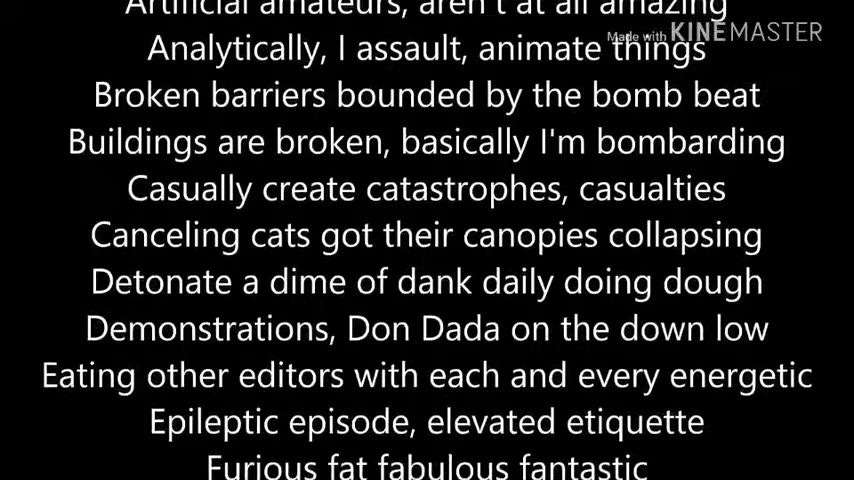 Artificial amateurs, aren't at all amazing
Made with KINEMASTER
Analytically, I assault, animate things
Broken barriers bounded by the bomb beat
Buildings are broken, basically I'm bombarding
Casually create catastrophes, casualties
Canceling cats got their canopies collapsing
Detonate a dime of dank daily doing dough
Demonstrations, Don Dada on the down low
Eating other editors with each and every energetic
Epileptic episode, elevated etiquette
Furious fat fabulous fantastic